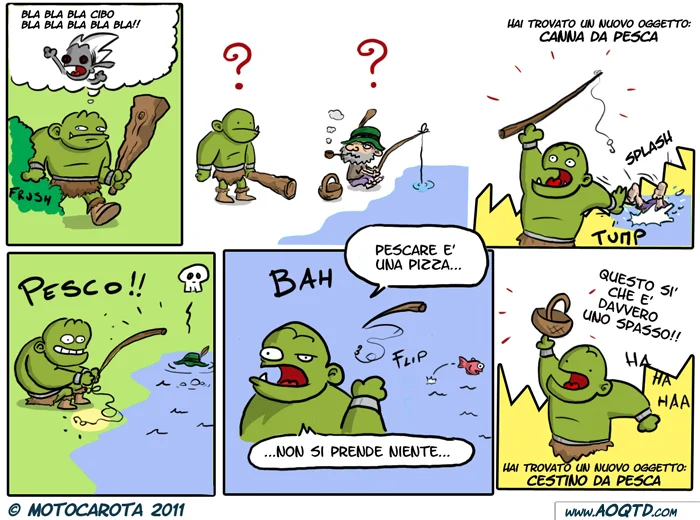 BLA BLA BLA CIBO
BLA BLA BLA BLA BLA!!
FRUSH
?
?
HAI TROVATO UN NUOVO OGGETTO:
CANNA DA PESCA
SPLASH
TUMP
PESCO!!
BAH
PESCARE E'
UNA PIZZA...
FLIP
...NON SI PRENDE NIENTE...
QUESTO SI'
CHE E'
DAVVERO
UNO SPASSO!!
HA
HA
HAA
HAI TROVATO UN NUOVO OGGETTO:
CESTINO DA PESCA
© MOTOCAROTA 2011
WWW.AOQTD.COM